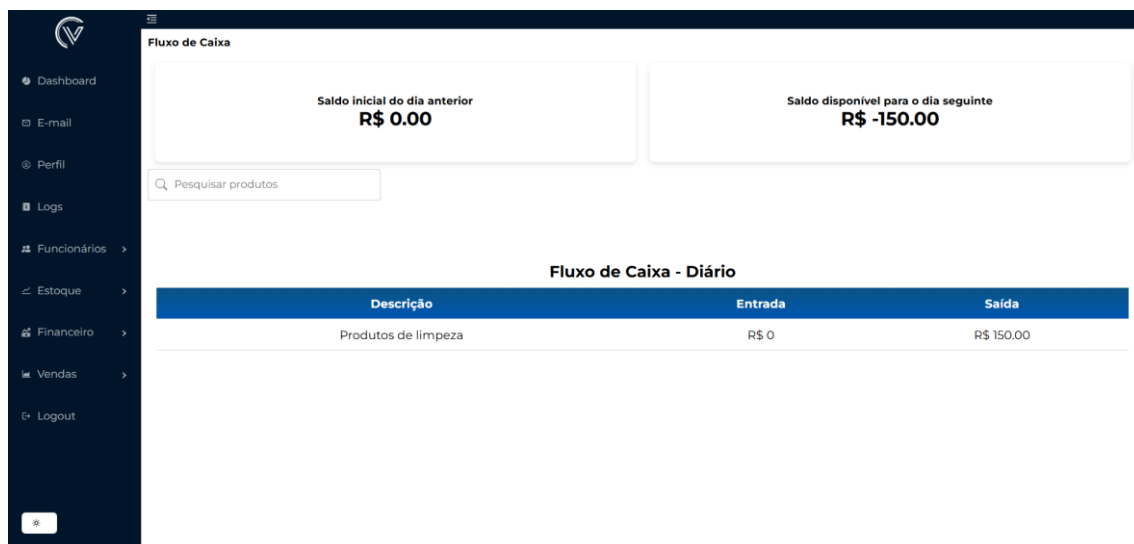 Fluxo de Caixa
Dashboard
E-mail
Perfil
Logs
Funcionários
Estoque
Financeiro
Vendas
Logout
Saldo inicial do dia anterior
R$ 0.00
Saldo disponível para o dia seguinte
R$ -150.00
Pesquisar produtos
Fluxo de Caixa - Diário
Descrição Entrada Saída
Produtos de limpeza R$ 0 R$ 150.00